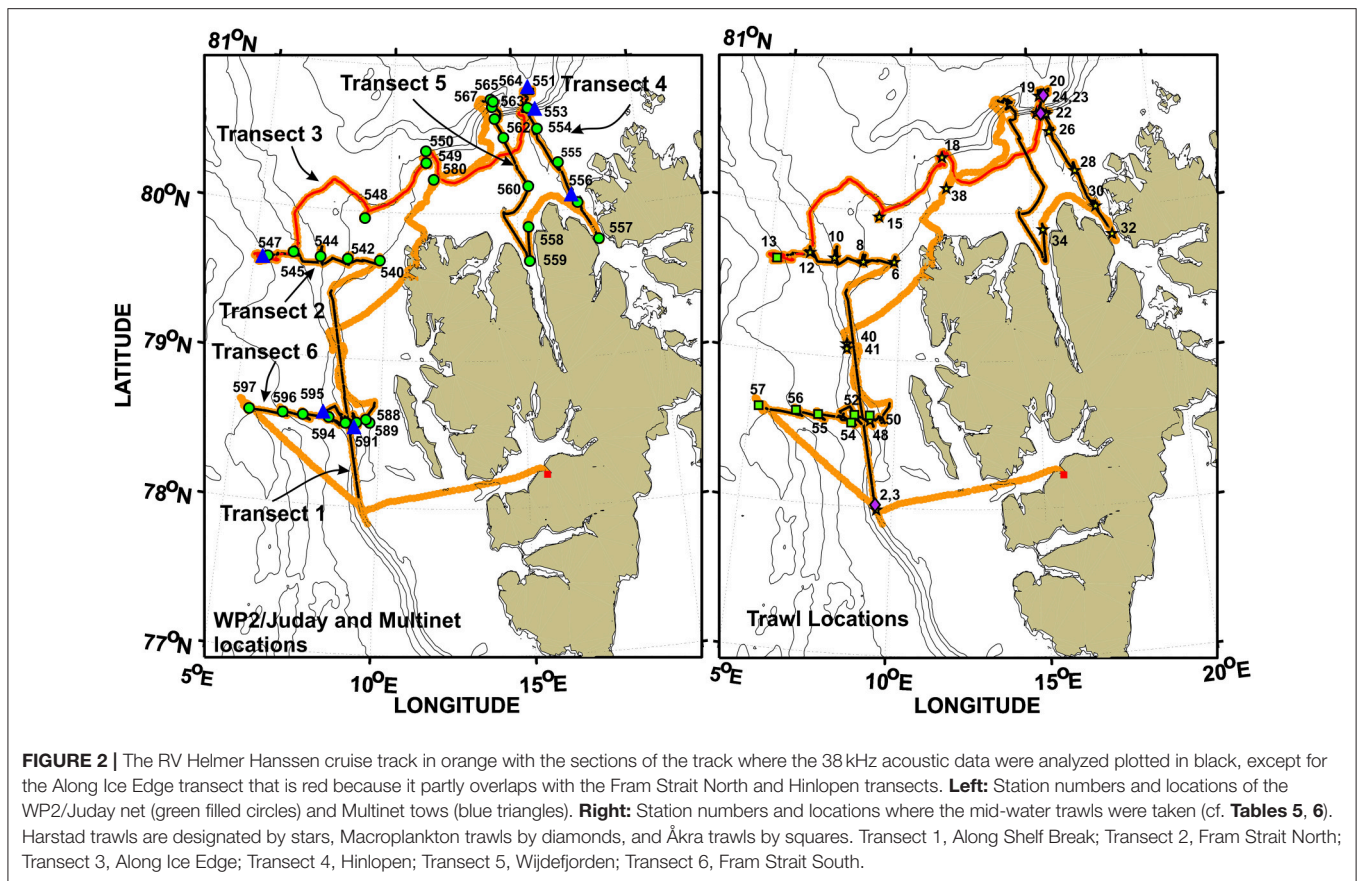 81°N
80°N
79°N
78°N
77°N
LATITUDE
5°E
10°E
15°E
LONGITUDE
Transect 5
Transect 4
Transect 3
Transect 2
Transect 6
Transect 1
565
564
551
567
563
553
562
554
550
549
580
555
548
560
556
547
544
542
558
557
545
540
559
597
596
595
588
594
589
591
WP2/Juday and Multinet
locations
81°N
80°N
79°N
78°N
77°N
5°E
10°E
15°E
20°E
LONGITUDE
20
19
24,23
22
26
18
28
38
30
15
13
10
8
34
32
12
6
40
41
57
56
52
55
50
54
48
2,3
Trawl Locations
FIGURE 2 | The RV Helmer Hanssen cruise track in orange with the sections of the track where the 38 kHz acoustic data were analyzed plotted in black, except for
the Along Ice Edge transect that is red because it partly overlaps with the Fram Strait North and Hinlopen transects. Left: Station numbers and locations of the
WP2/Juday net (green filled circles) and Multinet tows (blue triangles). Right: Station numbers and locations where the mid-water trawls were taken (cf. Tables 5, 6).
Harstad trawls are designated by stars, Macroplankton trawls by diamonds, and Åkra trawls by squares. Transect 1, Along Shelf Break; Transect 2, Fram Strait North;
Transect 3, Along Ice Edge; Transect 4, Hinlopen; Transect 5, Wijdefjorden; Transect 6, Fram Strait South.